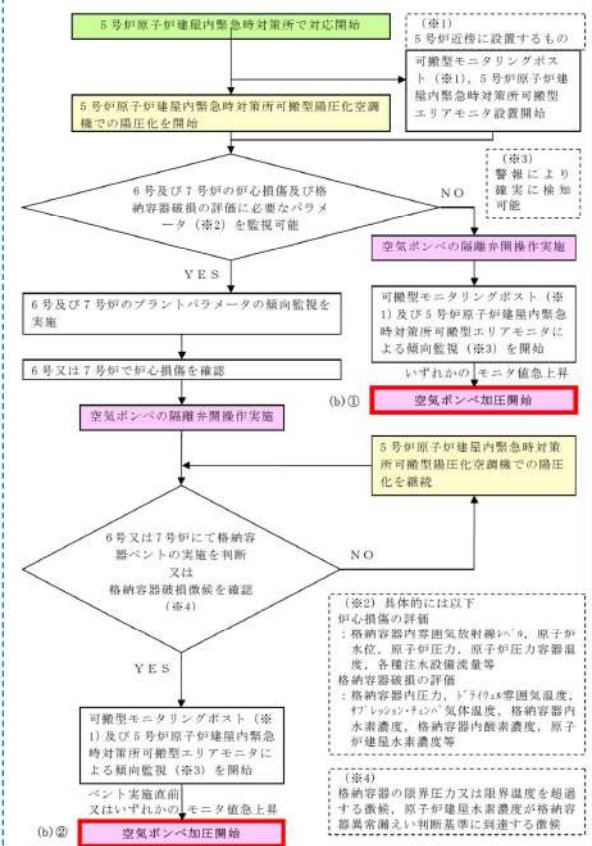 5号炉原子炉建屋内緊急時対策所で対応開始
(※1)
5号炉近傍に設置するもの
可搬型モニタリングポス
ト(※1),5号炉原子炉建
屋内緊急時対策所可搬型
エリアモニタ設置開始
5号炉原子炉建屋内緊急時対策所可搬型陽圧化空調
機での陽圧化を開始
(※3)
警報により
確実に検知
可能
6号及び7号炉の炉心損傷及び格
納容器破損の評価に必要なパラメ
ータ(※2)を監視可能
NO
空気ボンベの隔離弁開操作実施
YES
6号及び7号炉のプラントパラメータの傾向監視を
実施
可搬型モニタリングポスト(※
1)及び5号炉原子炉建屋内緊急
時対策所可搬型エリアモニタに
よる傾向監視(※3)を開始
6号又は7号炉で炉心損傷を確認
いずれかのモニタ値急上昇
(b)①
空気ボンベ加圧開始
空気ボンベの隔離弁開操作実施
5号炉原子炉建屋内緊急時対策
所可搬型陽圧化空調機での陽圧
化を継続
6号又は7号炉にて格納容
器ベントの実施を判断
又は
格納容器破損徴候を確認
(※4)
NO
YES
(※2)具体的には以下
炉心損傷の評価
:格納容器内雰囲気放射線レベル,原子炉
水位,原子炉圧力,原子炉圧力容器温
度,各種注水設備流量等
格納容器破損の評価
:格納容器内圧力,ドライウェル雰囲気温度,
サプレッション・チェンバ気体温度,格納容器内
水素濃度,格納容器内酸素濃度,原子
炉建屋水素濃度等
可搬型モニタリングポスト(※
1)及び5号炉原子炉建屋内緊急
時対策所可搬型エリアモニタに
よる傾向監視(※3)を開始
ベント実施直前
又はいずれかのモニタ値急上昇
(※4)
格納容器の限界圧力又は限界温度を超過
する徴候,原子炉建屋水素濃度が格納容
器異常漏えい判断基準に到達する徴候
(b)②
空気ボンベ加圧開始